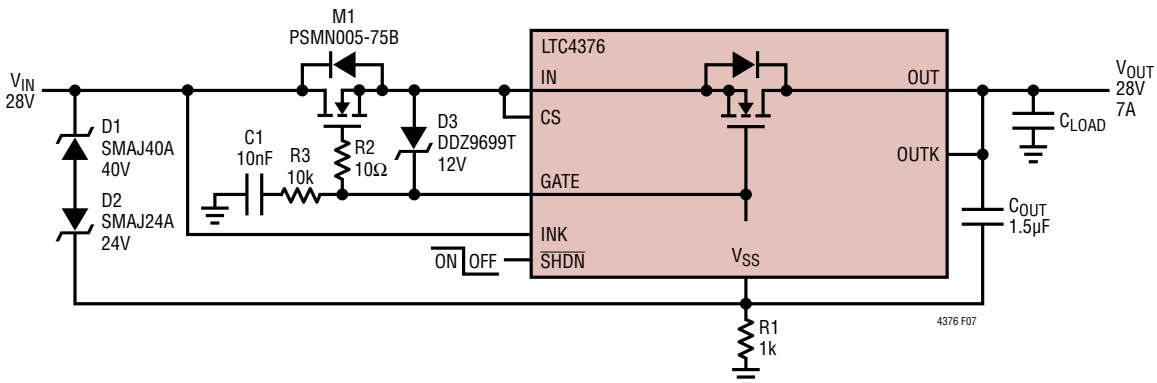 M1
PSMN005-75B
LTC4376
VIN
28V
IN
OUT
VOUT
28V
7A
CS
D1
SMAJ40A
40V
C1
10nF
R3
10k
R2
10Ω
D3
DDZ9699T
12V
CLOAD
OUTK
GATE
D2
SMAJ24A
24V
COUT
1.5µF
INK
ON OFF
SHDN
VSS
4376 F07
R1
1k